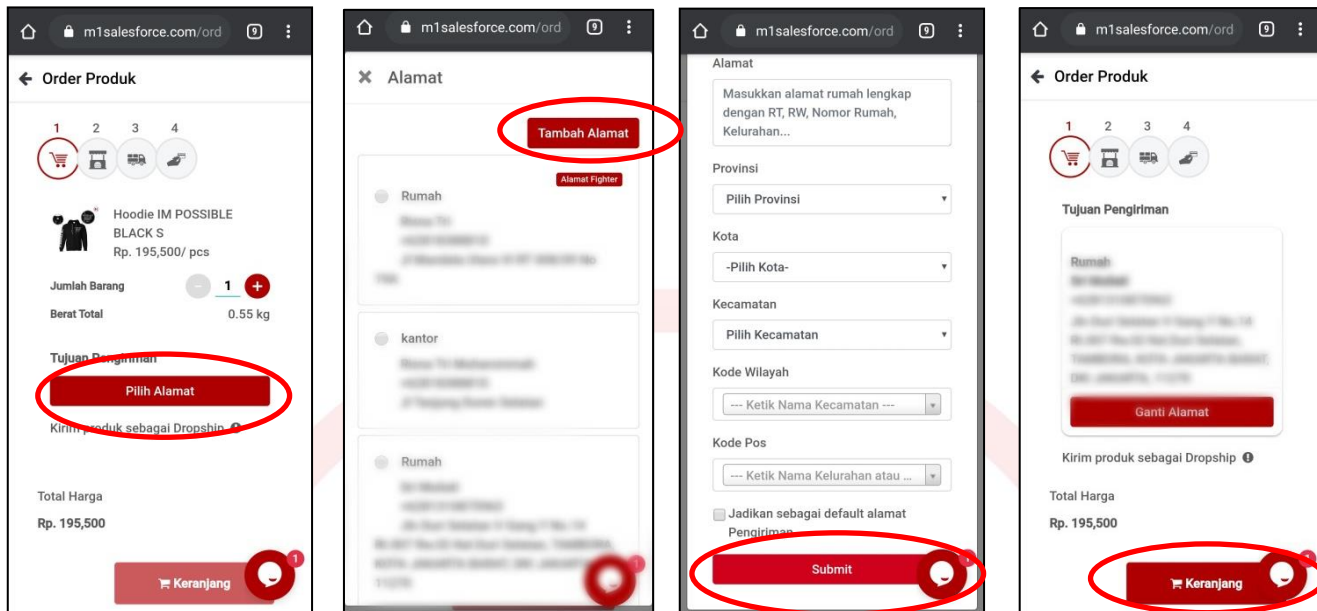 m1salesforce.com/ord
9
Order Produk
1 2 3 4
Hoodie IM POSSIBLE
BLACK S
Rp. 195,500/ pcs
Jumlah Barang
1
Berat Total
0.55 kg
Tujuan Pengiriman
Pilih Alamat
Kirim produk sebagai Dropship
Total Harga
Rp. 195,500
Keranjang
1
m1salesforce.com/ord
9
Alamat
Tambah Alamat
Alamat Fighter
Rumah
kantor
Rumah
m1salesforce.com/ord
9
Alamat
Masukkan alamat rumah lengkap
dengan RT, RW, Nomor Rumah,
Kelurahan...
Provinsi
Pilih Provinsi
Kota
-Pilih Kota-
Kecamatan
Pilih Kecamatan
Kode Wilayah
--- Ketik Nama Kecamatan ---
Kode Pos
--- Ketik Nama Kelurahan atau ...
Jadikan sebagai default alamat
Pengiriman
Submit
m1salesforce.com/ord
9
Order Produk
1 2 3 4
Tujuan Pengiriman
Rumah
Ganti Alamat
Kirim produk sebagai Dropship
Total Harga
Rp. 195,500
Keranjang